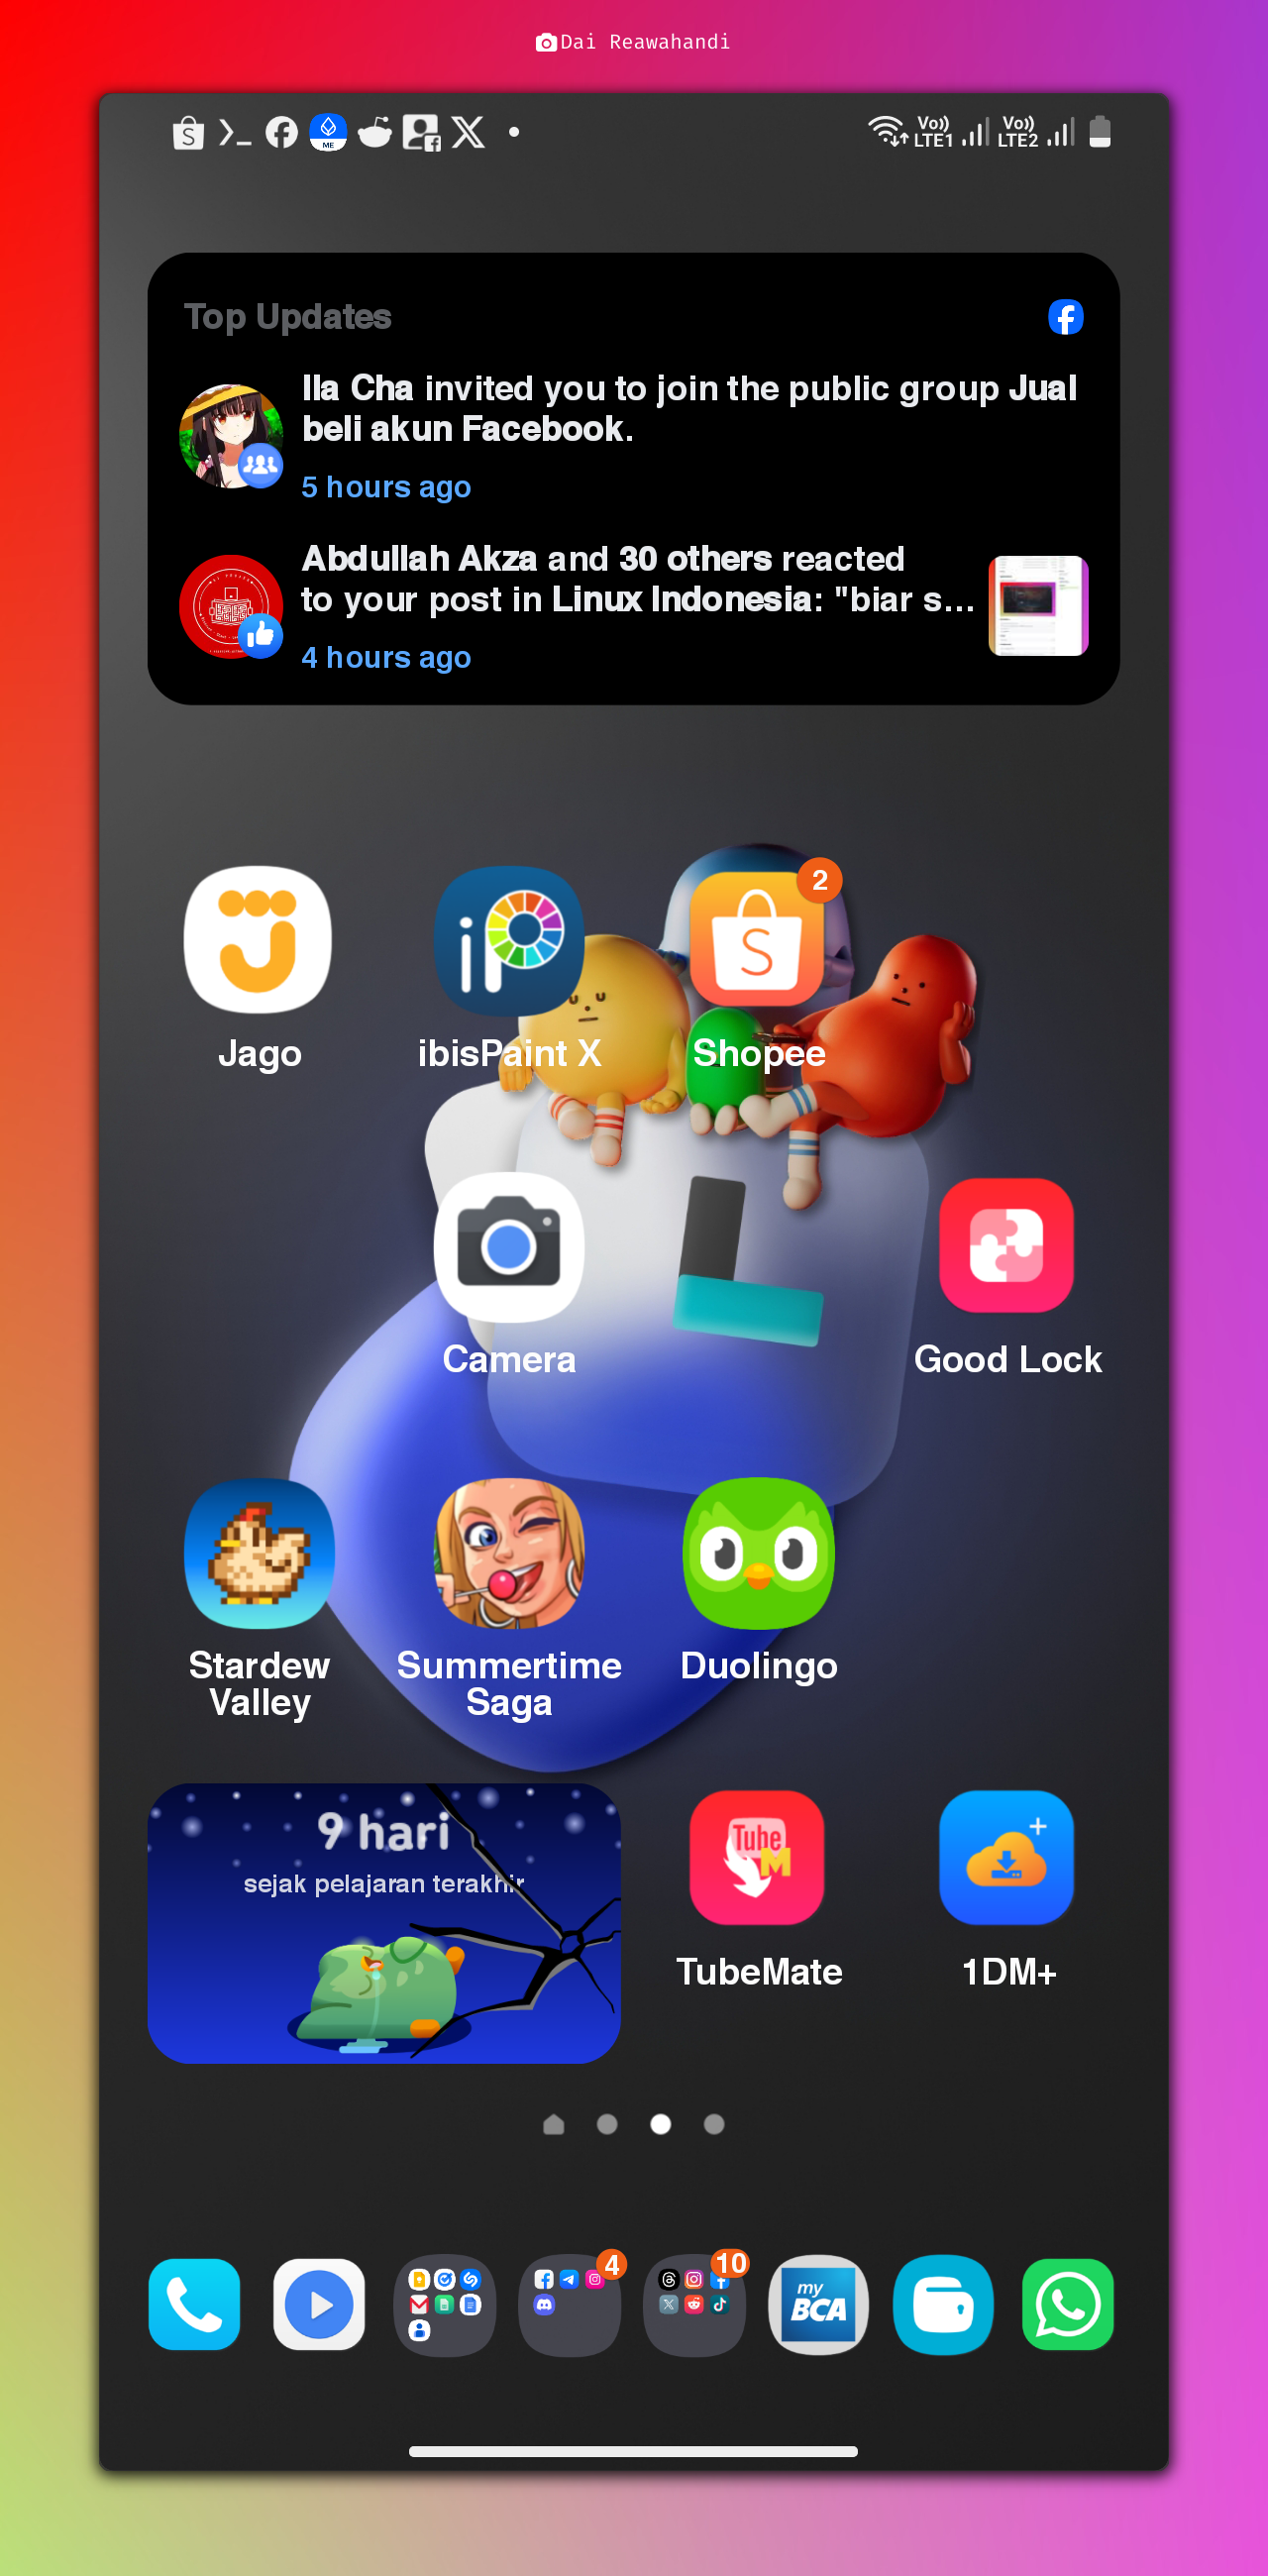 Dai Reawahandi
Vo)) LTE1 Vo)) LTE2
ME
Top Updates
Ila Cha invited you to join the public group Jual
beli akun Facebook.
5 hours ago
Abdullah Akza and 30 others reacted
to your post in Linux Indonesia: "biar s...
4 hours ago
2
Jago
ibisPaint X
Shopee
Camera
Good Lock
Stardew
Valley
Summertime
Saga
Duolingo
9 hari
sejak pelajaran terakhir
Tube
M
TubeMate
1DM+
4
10
my
BCA